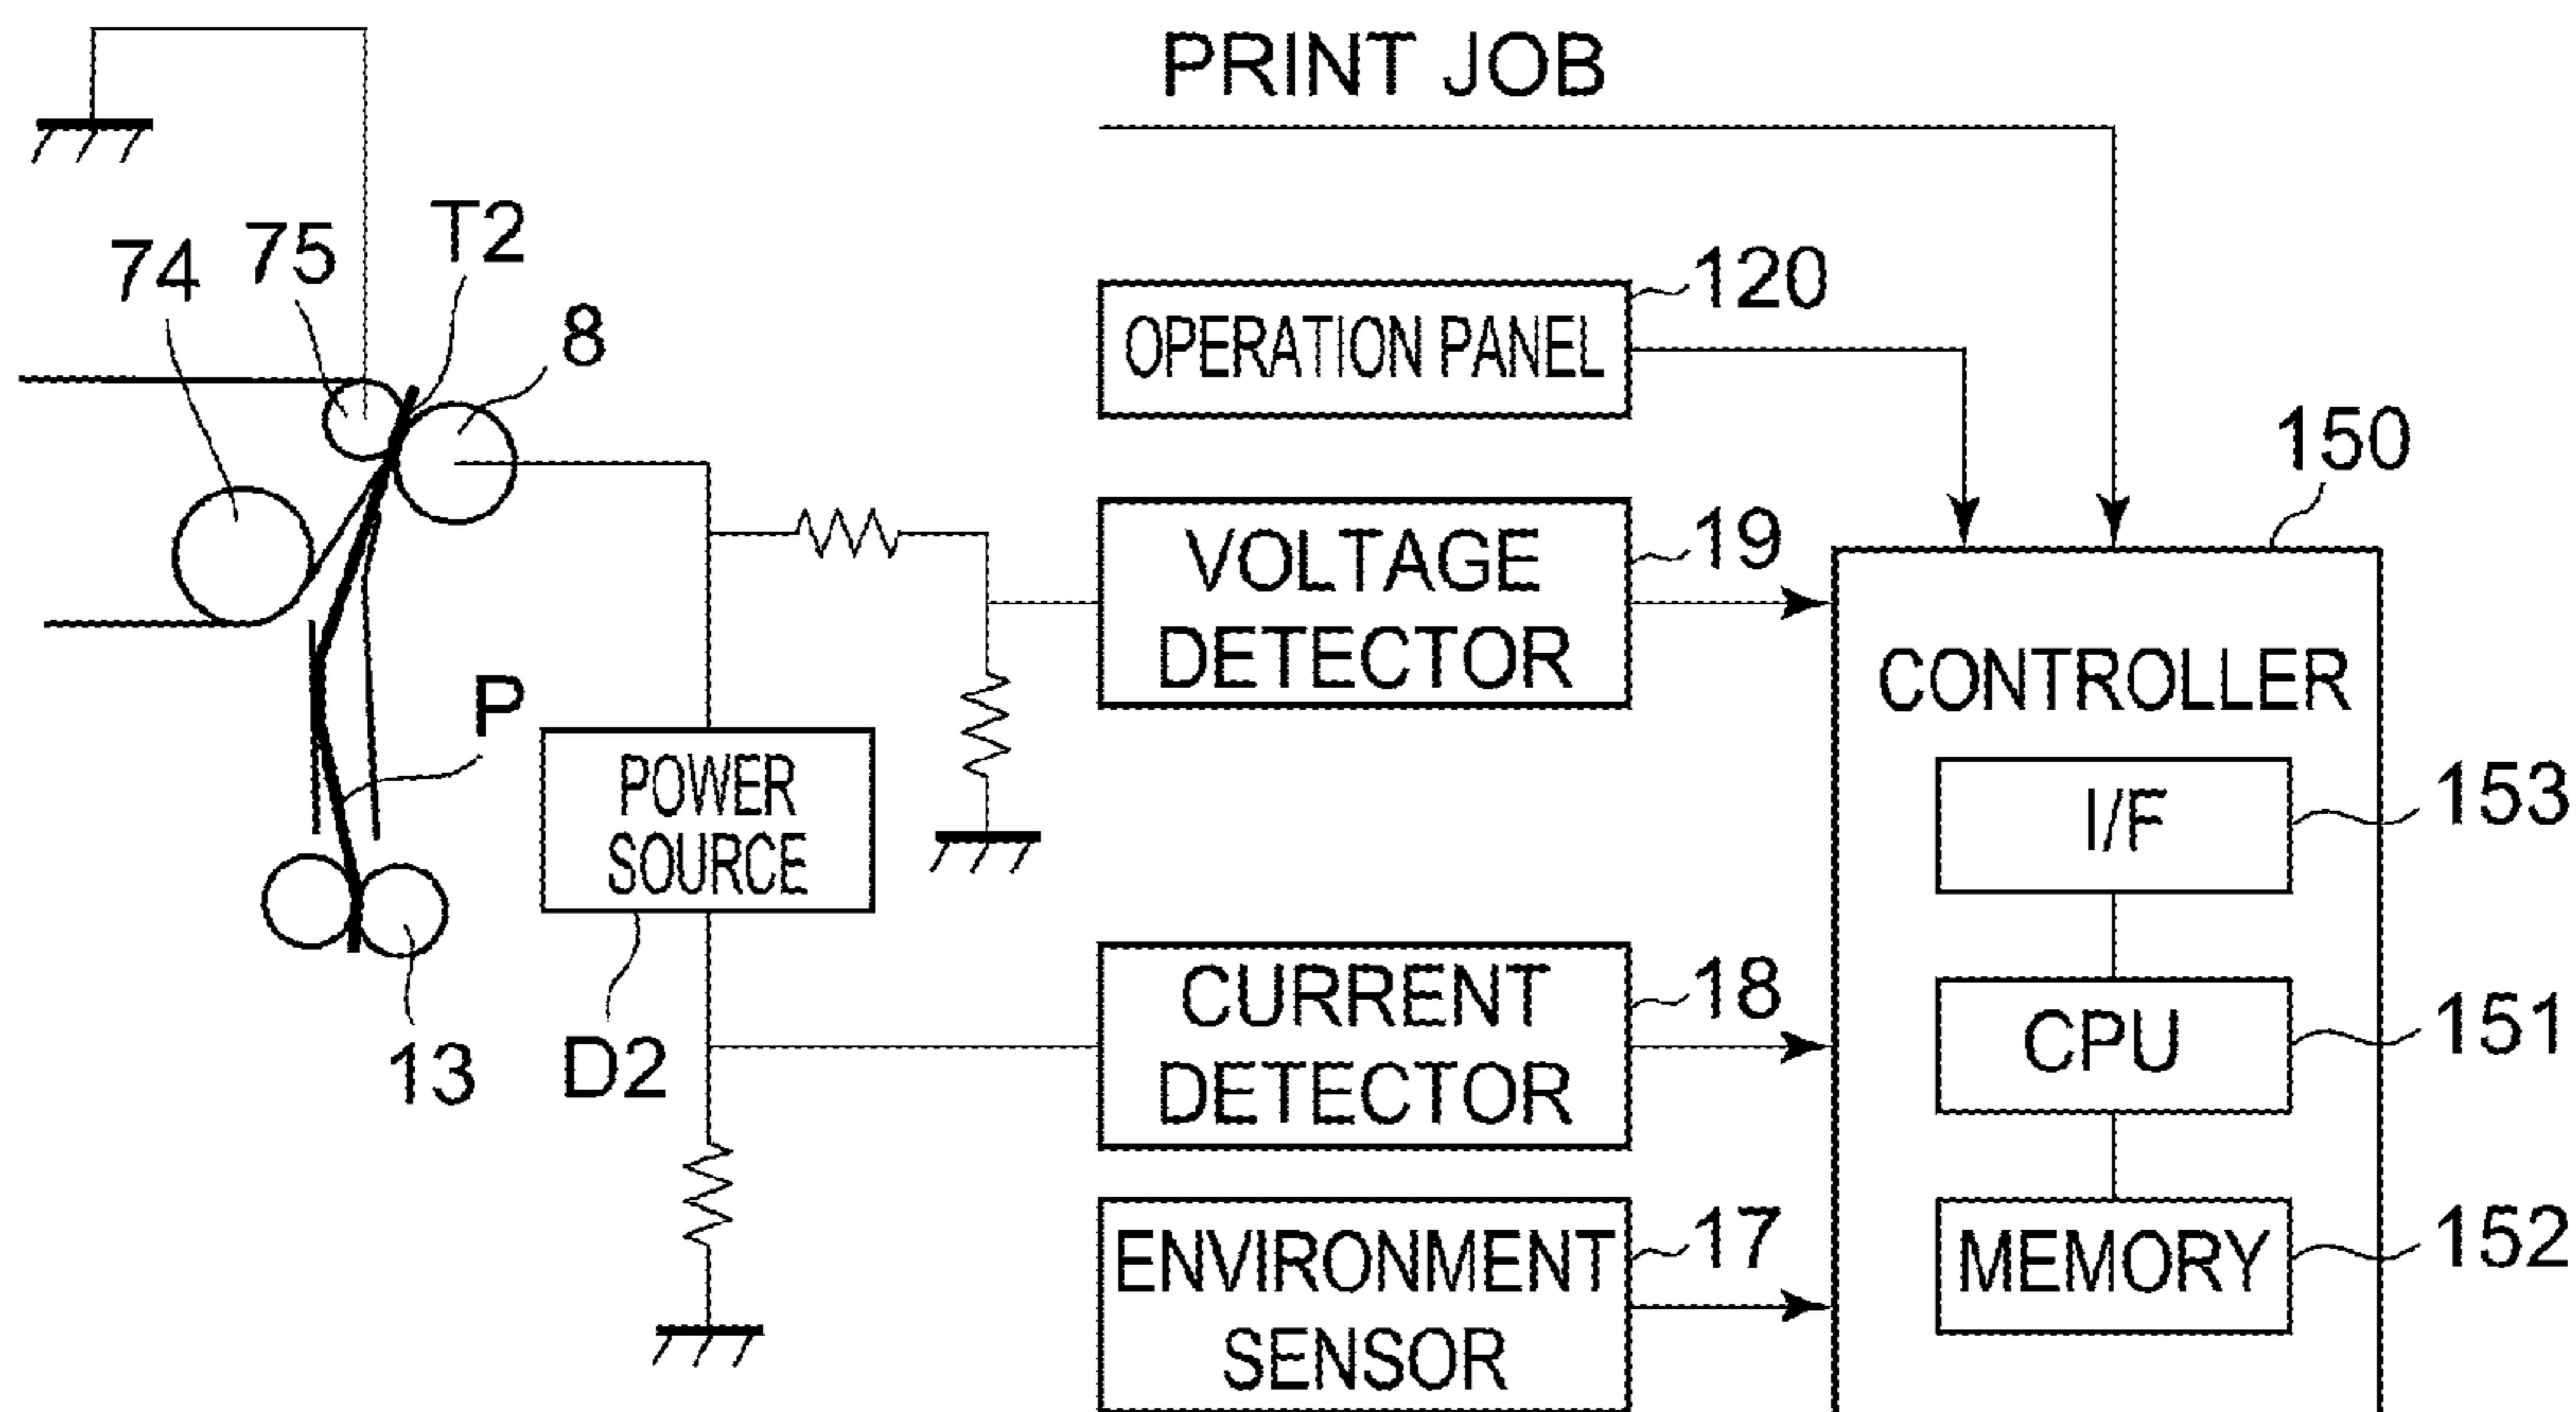 PRINT JOB
T2
75
74
8
120
OPERATION PANEL
150
19
VOLTAGE
DETECTOR
CONTROLLER
P
POWER
SOURCE
I/F
153
18
CURRENT
DETECTOR
CPU
151
D2
13
17
ENVIRONMENT
SENSOR
MEMORY
152